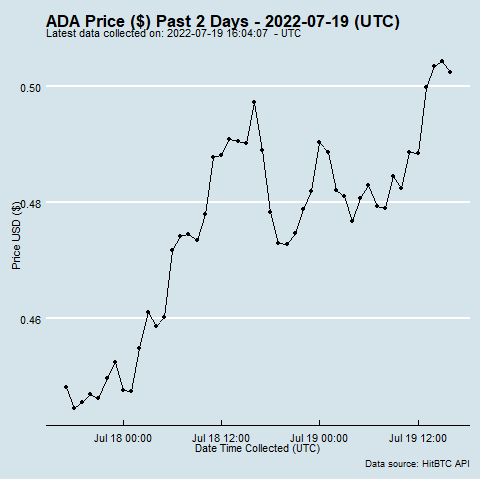 ADA Price ($) Past 2 Days - 2022-07-19 (UTC)
Latest data collected on: 2022-07-19 16:04:07  - UTC
0.50
0.48
0.46
Price USD ($)
Jul 18 00:00
Jul 18 12:00
Jul 19 00:00
Jul 19 12:00
Date Time Collected (UTC)
Data source: HitBTC API